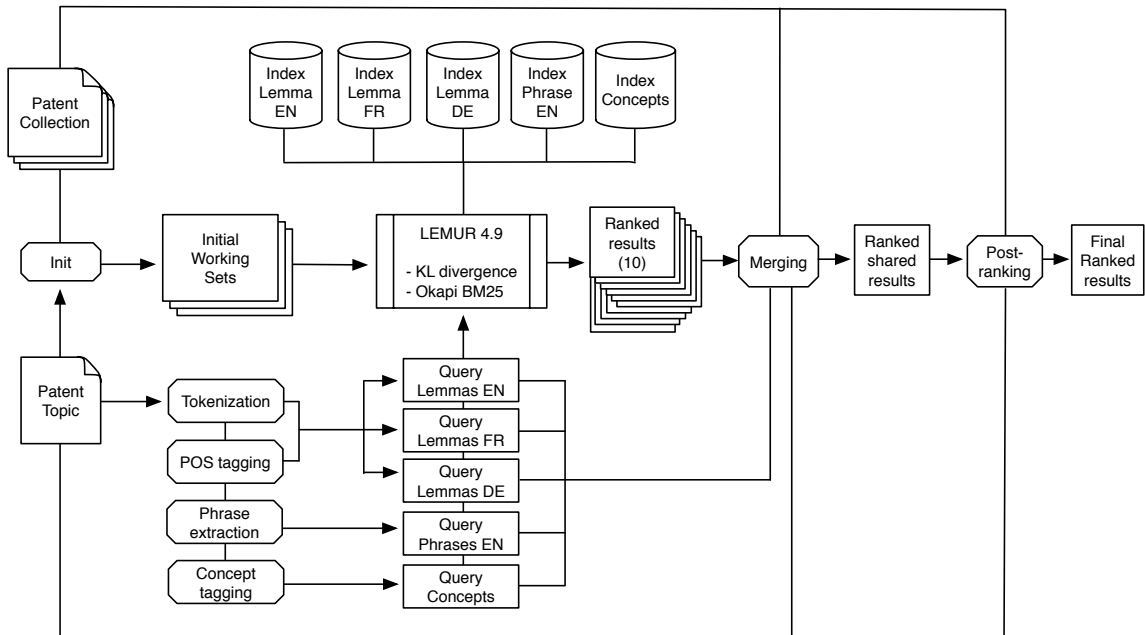 Patent
Collection
Index
Lemma
EN
Index
Lemma
FR
Index
Lemma
DE
Index
Phrase
EN
Index
Concepts
Init
Initial
Working
Sets
LEMUR 4.9
- KL divergence
- Okapi BM25
Ranked
results
(10)
Merging
Ranked
shared
results
Post-
ranking
Final
Ranked
results
Patent
Topic
Tokenization
POS tagging
Phrase
extraction
Concept
tagging
Query
Lemmas EN
Query
Lemmas FR
Query
Lemmas DE
Query
Phrases EN
Query
Concepts